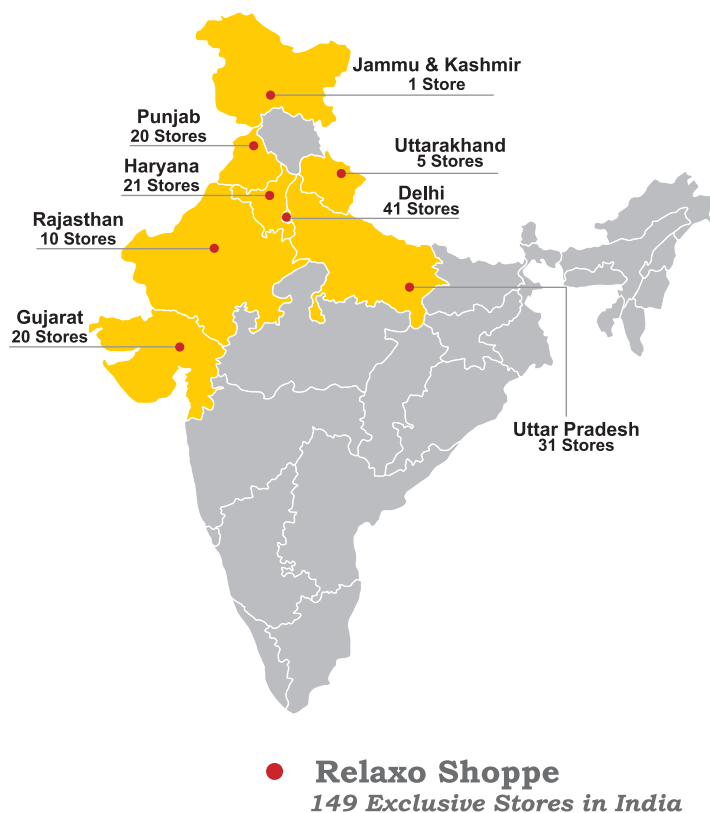 Jammu & Kashmir
1 Store
Punjab
20 Stores
Uttarakhand
5 Stores
Haryana
21 Stores
Delhi
41 Stores
Rajasthan
10 Stores
Gujarat
20 Stores
Uttar Pradesh
31 Stores
Relaxo Shoppe
149 Exclusive Stores in India